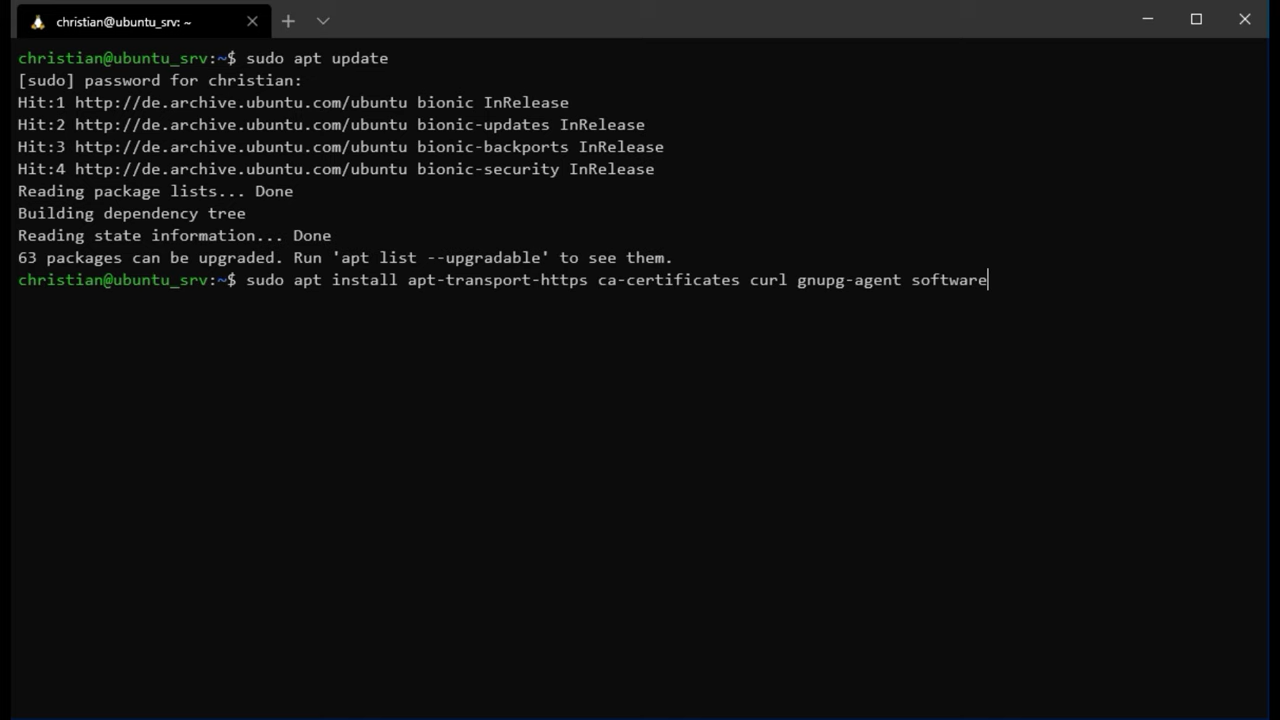 christian@ubuntu_srv: ~
christian@ubuntu_srv:~$ sudo apt update
[sudo] password for christian:
Hit:1 http://de.archive.ubuntu.com/ubuntu bionic InRelease
Hit:2 http://de.archive.ubuntu.com/ubuntu bionic-updates InRelease
Hit:3 http://de.archive.ubuntu.com/ubuntu bionic-backports InRelease
Hit:4 http://de.archive.ubuntu.com/ubuntu bionic-security InRelease
Reading package lists... Done
Building dependency tree
Reading state information... Done
63 packages can be upgraded. Run 'apt list --upgradable' to see them.
christian@ubuntu_srv:~$ sudo apt install apt-transport-https ca-certificates curl gnupg-agent software